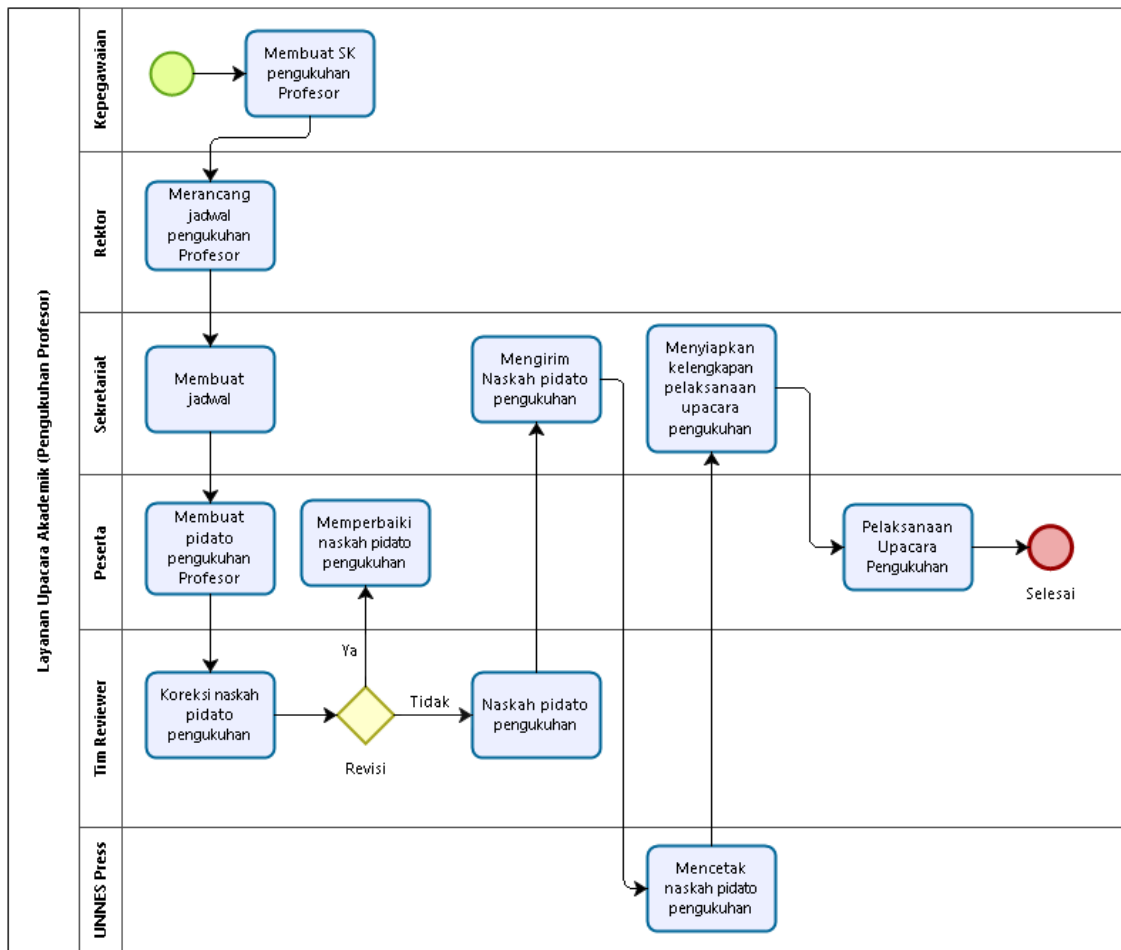 Layanan Upacara Akademik (Pengukuhan Profesor)
Kepegawaian
Membuat SK
pengukuhan
Profesor
Rektor
Merancang
jadwal
pengukuhan
Profesor
Sekretariat
Membuat
jadwal
Mengirim
Naskah pidato
pengukuhan
Menyiapkan
kelengkapan
pelaksanaan
upacara
pengukuhan
Peserta
Membuat
pidato
pengukuhan
Profesor
Memperbaiki
naskah pidato
pengukuhan
Pelaksanaan
Upacara
Pengukuhan
Selesai
Tim Reviewer
Koreksi naskah
pidato
pengukuhan
Ya
Tidak
Revisi
Naskah pidato
pengukuhan
UNNES Press
Mencetak
naskah pidato
pengukuhan